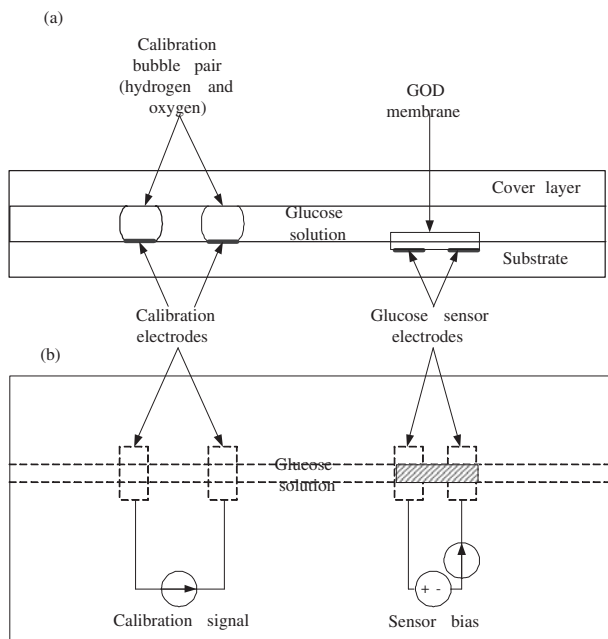 (a)
Calibration
bubble pair
(hydrogen and
oxygen)
GOD
membrane
Cover layer
Glucose
solution
Substrate
Calibration
electrodes
Glucose sensor
electrodes
(b)
Glucose
solution
+ -
Calibration signal
Sensor bias